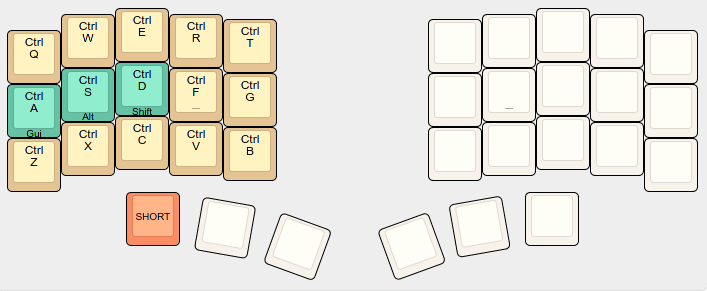 Ctrl Q
Ctrl W
Ctrl E
Ctrl R
Ctrl T
Ctrl A Gui
Ctrl S Alt
Ctrl D Shift
Ctrl F _
Ctrl G
_
Ctrl Z
Ctrl X
Ctrl C
Ctrl V
Ctrl B
SHORT